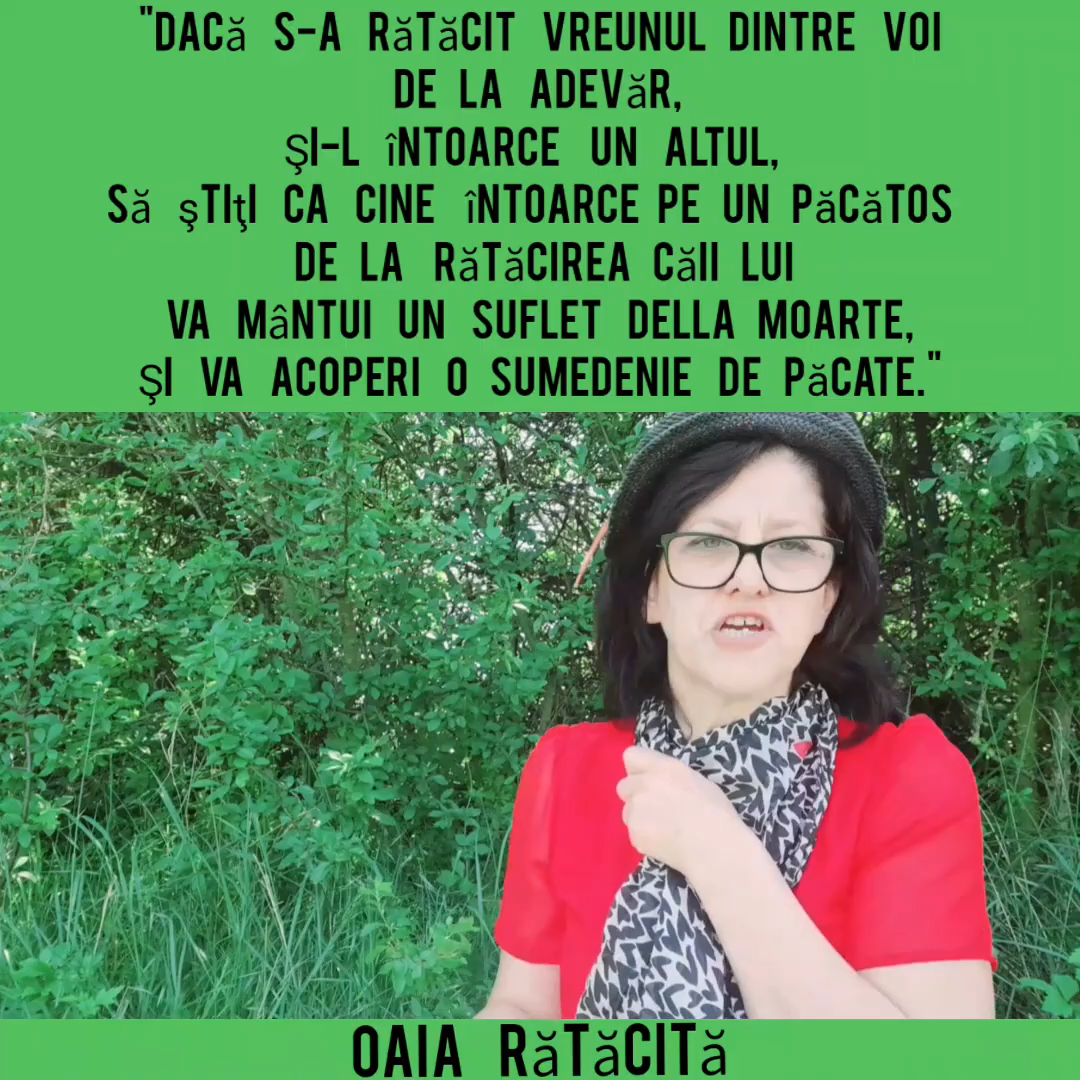 "DACă S-A RăTăCIT VREUNUL DINTRE VOI
DE LA ADEVăR,
ŞI-L îNTOARCE UN ALTUL,
Să şTIţI CA CINE îNTOARCE PE UN PăCăTOS
DE LA RăTăCIREA CăII LUI
VA MâNTUI UN SUFLET DELLA MOARTE,
ŞI VA ACOPERI O SUMEDENIE DE PăCATE."
OAIA RăTăCITă